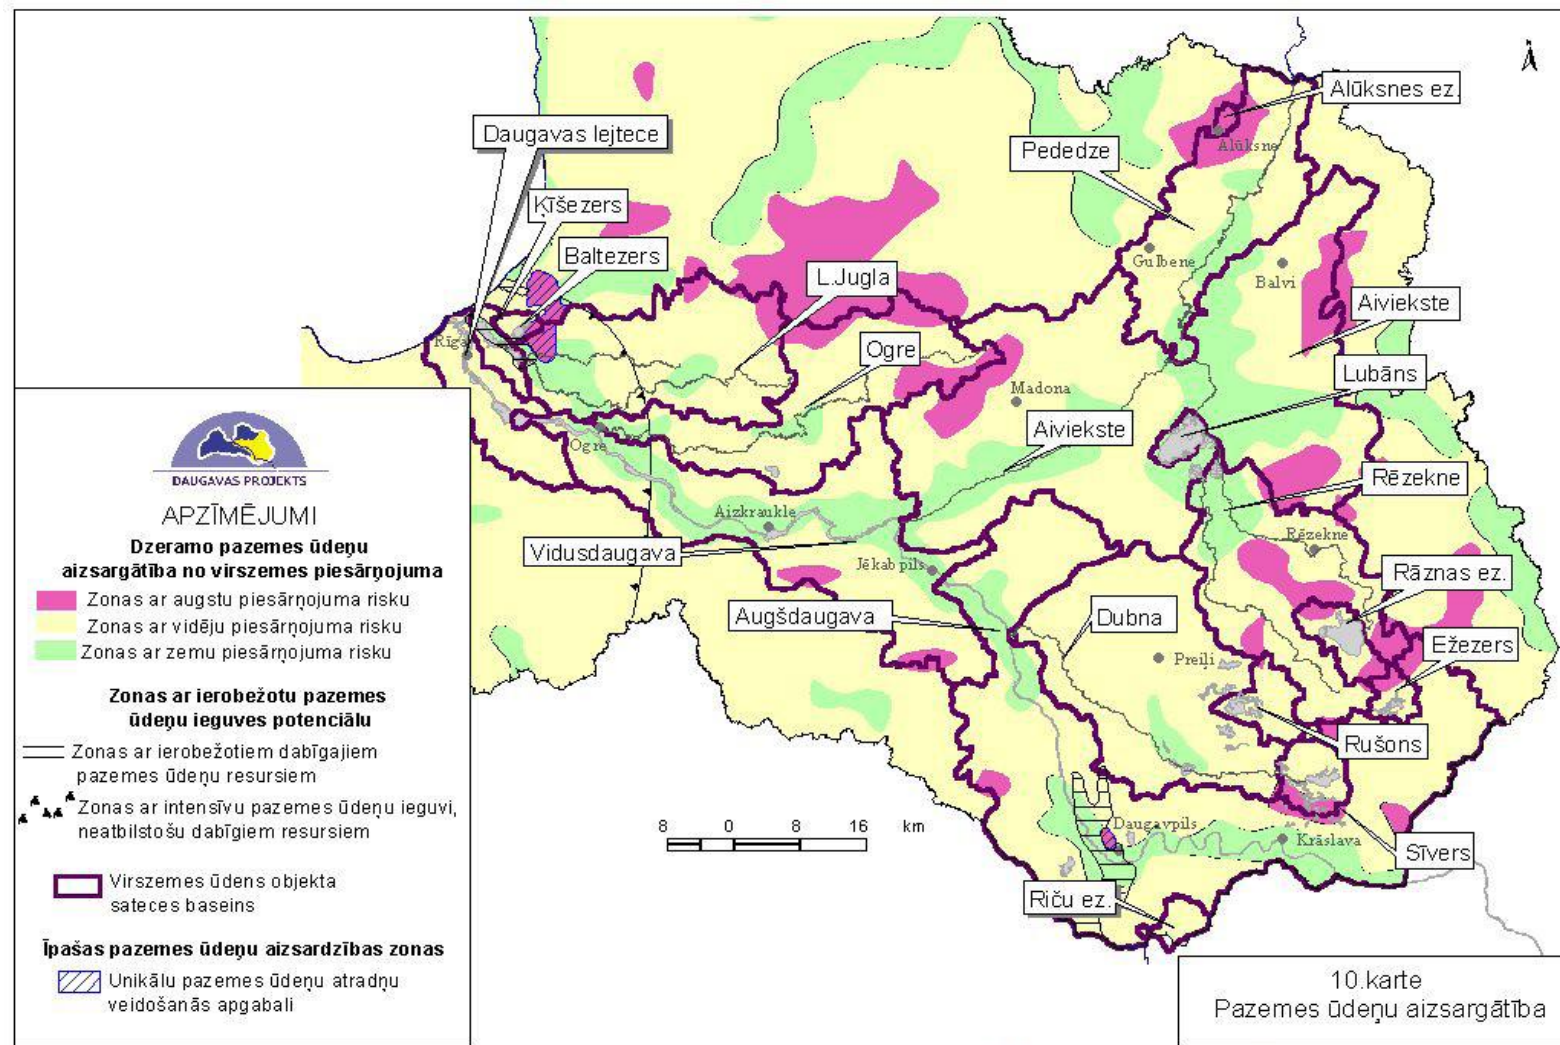 Alūksnes ez.
Daugavas lejtece
Pededze
Alūksne
Ķīšezers
Baltezers
Gulbene
L.Jugla
Balvi
Aiviekste
Rīga
Ogre
Lubāns
Madona
Aiviekste
Ogre
Rēzekne
Aizkraukle
Vidusdaugava
Rēzekne
Jēkabpils
Rāznas ez.
Augšdaugava
Dubna
Ežezers
Preiļi
Rušons
8 0 8 16 km
Daugavpils
Krāslava
Sīvers
Riču ez.
DAUGAVAS PROJEKTS
APZĪMĒJUMI
Dzeramo pazemes ūdeņu
aizsargātība no virszemes piesārņojuma
Zonas ar augstu piesārņojuma risku
Zonas ar vidēju piesārņojuma risku
Zonas ar zemu piesārņojuma risku
Zonas ar ierobežotu pazemes
ūdeņu ieguves potenciālu
Zonas ar ierobežotiem dabīgajiem
pazemes ūdeņu resursiem
Zonas ar intensīvu pazemes ūdeņu ieguvi,
neatbilstošu dabīgiem resursiem
Virszemes ūdens objekta
sateces baseins
Īpašas pazemes ūdeņu aizsardzības zonas
Unikālu pazemes ūdeņu atradņu
veidošanās apgabali
10.karte
Pazemes ūdeņu aizsargātība